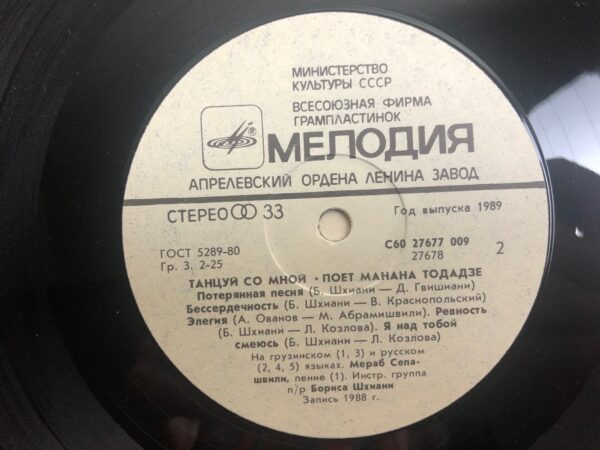 МИНИСТЕРСТВО
КУЛЬТУРЫ СССР
ВСЕСОЮЗНАЯ ФИРМА
ГРАМПЛАСТИНОК
® МЕЛОДИЯ
АПРЕЛЕВСКИЙ ОРДЕНА ЛЕНИНА ЗАВОД
СТЕРЕО 33
Год выпуска 1989
ГОСТ 5289-80
Гр. 3. 2-25
С60 27677 009
27678
2
ТАНЦУЙ СО МНОЙ · ПОЕТ МАНАНА ТОДАДЗЕ
Потерянная песня (Б. Шхиани — Д. Гвишиани)
Бессердечность (Б. Шхиани — В. Краснопольский)
Элегия (А. Ованов — М. Абрамишвили). Ревность
(Б. Шхиани — Л. Козлова). Я над тобой
смеюсь (Б. Шхиани — Л. Козлова)
На грузинском (1, 3) и русском
(2, 4, 5) языках. Мераб Сепа-
швили, пение (1). Инстр. группа
п/р Бориса Шхиани
Запись 1988 г.